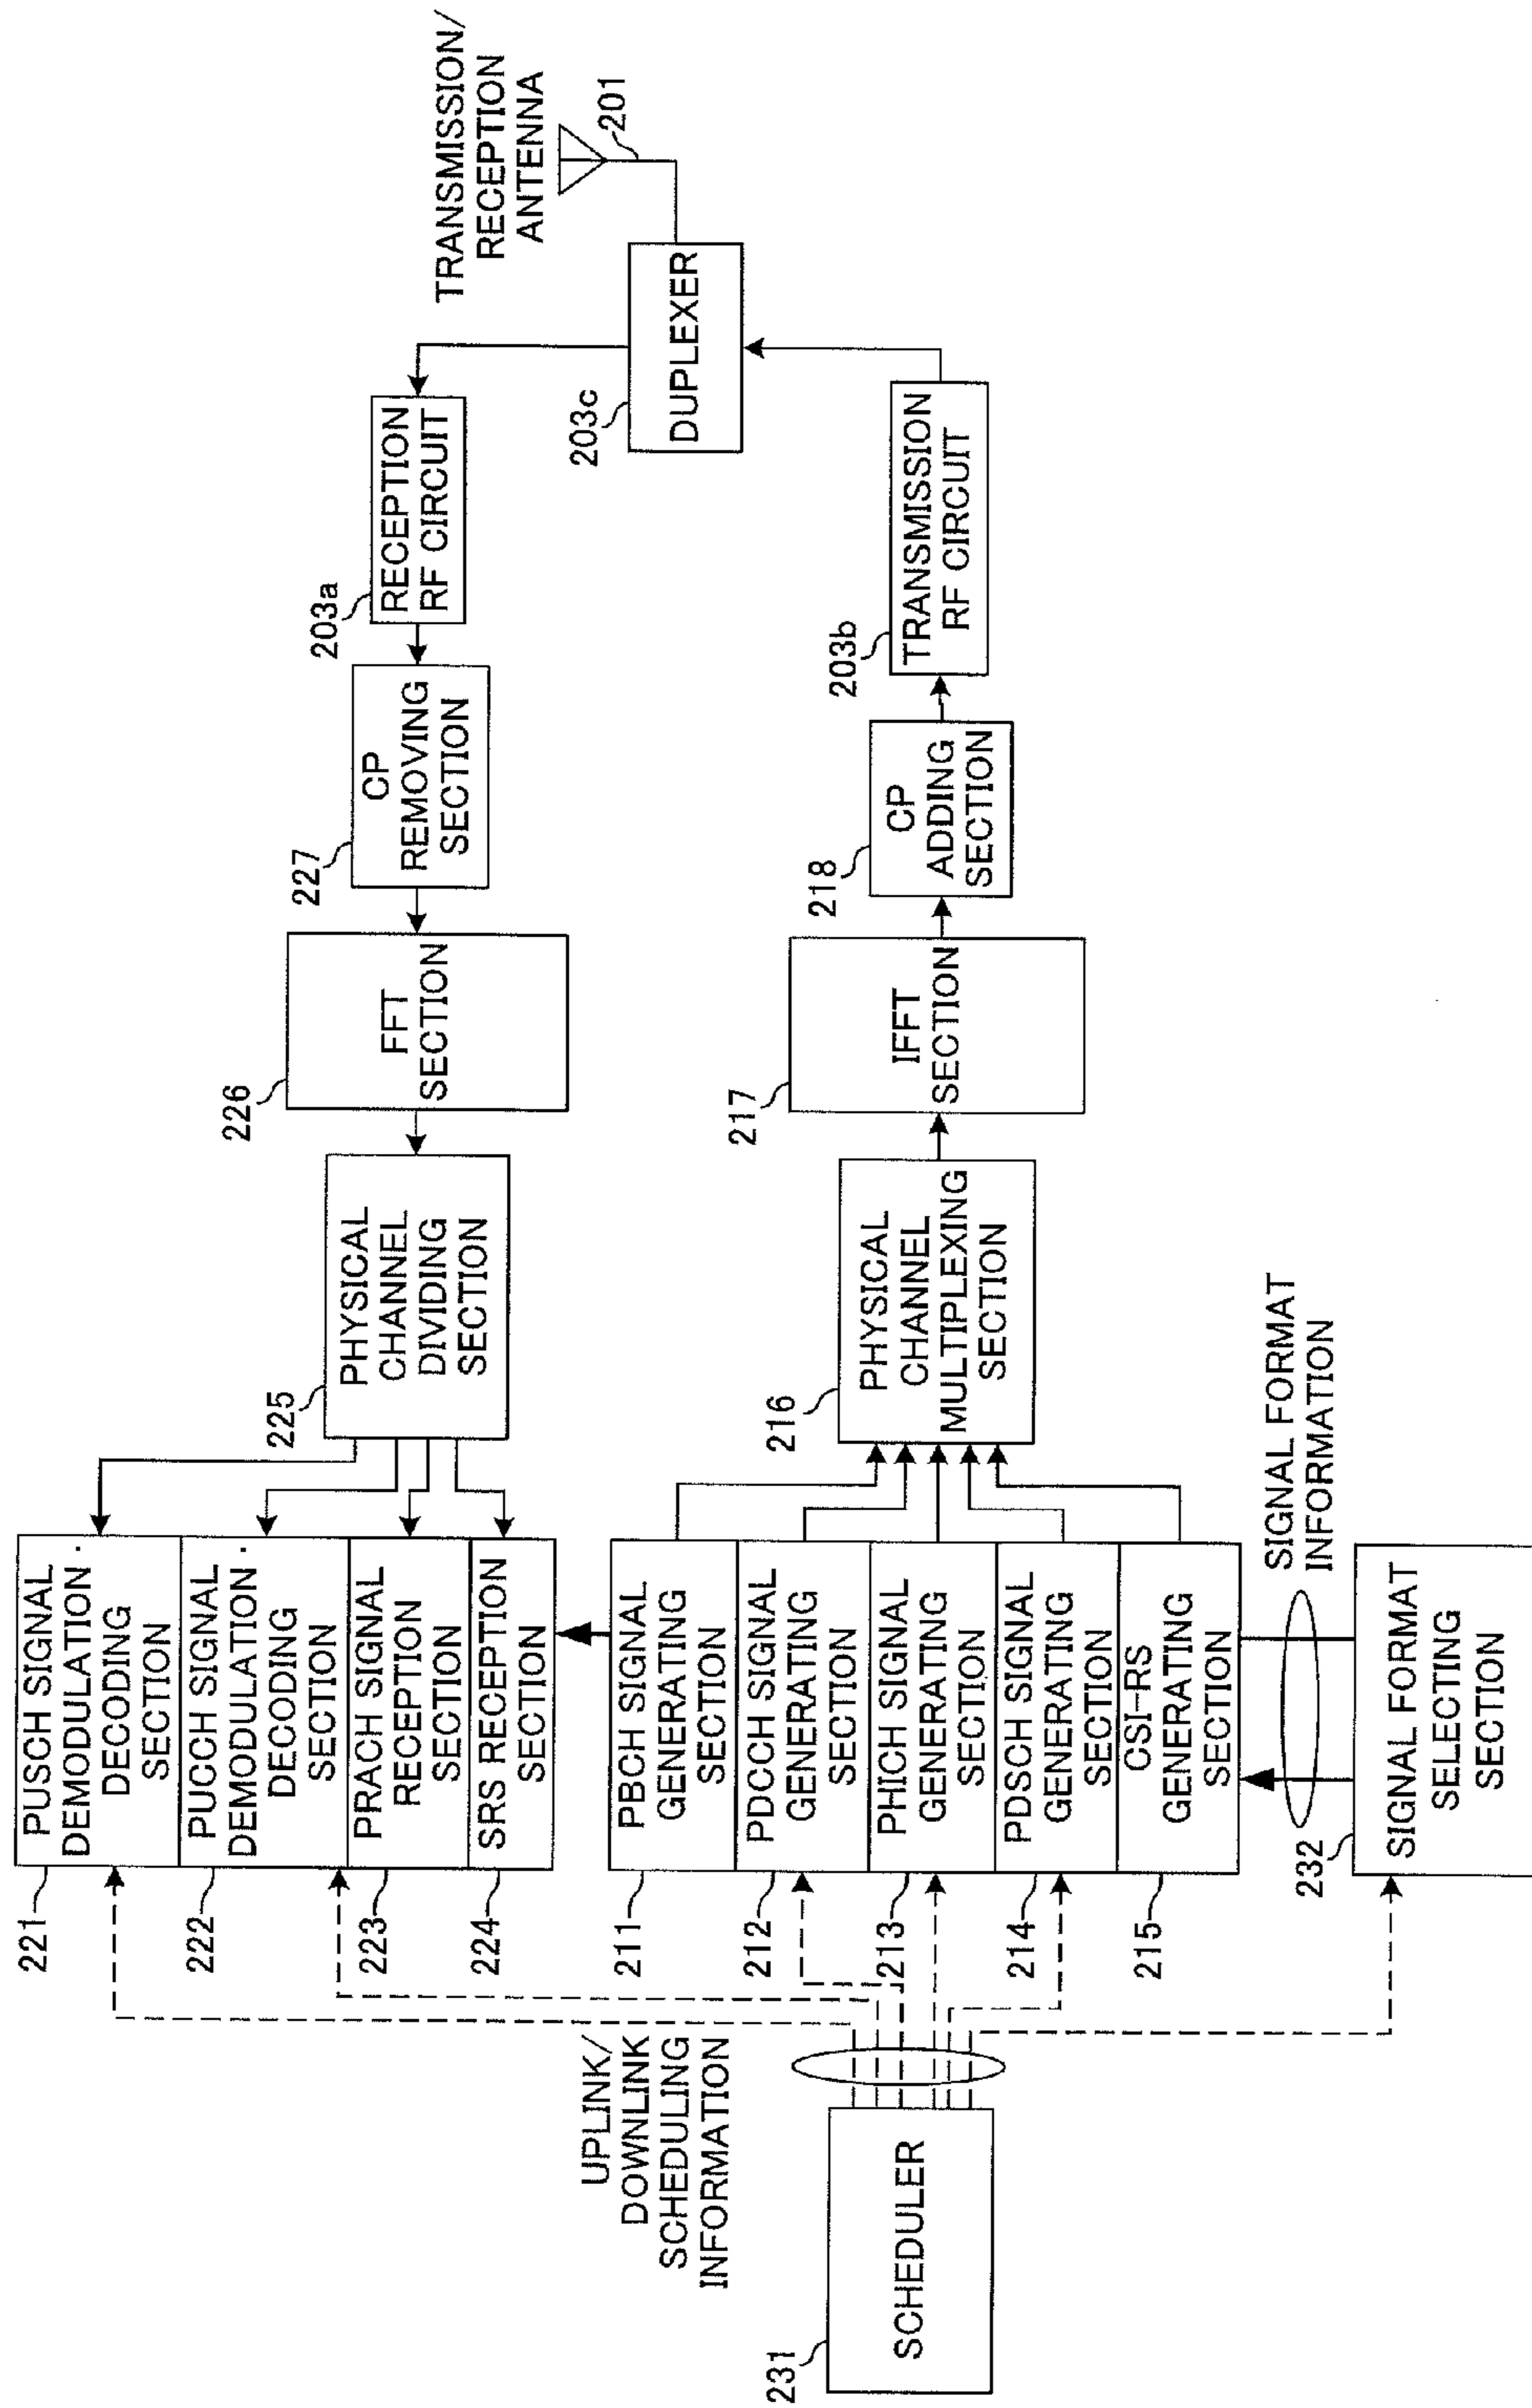 TRANSMISSION/
RECEPTION
ANTENNA
201
DUPLEXER
203c
RECEPTION
RF CIRCUIT
203a
CP
REMOVING
SECTION
227
FFT
SECTION
226
PHYSICAL
CHANNEL
DIVIDING
SECTION
225
PUSCH SIGNAL
DEMODULATION ·
DECODING
SECTION
221
PUCCH SIGNAL
DEMODULATION ·
DECODING
SECTION
222
PRACH SIGNAL
RECEPTION
SECTION
223
SRS RECEPTION
SECTION
224
TRANSMISSION
RF CIRCUIT
203b
CP
ADDING
SECTION
218
IFFT
SECTION
217
PHYSICAL
CHANNEL
MULTIPLEXING
SECTION
216
PBCH SIGNAL
GENERATING
SECTION
211
PDCCH SIGNAL
GENERATING
SECTION
212
PHICH SIGNAL
GENERATING
SECTION
213
PDSCH SIGNAL
GENERATING
SECTION
214
CSI-RS
GENERATING
SECTION
215
SIGNAL FORMAT
INFORMATION
SIGNAL FORMAT
SELECTING
SECTION
232
UPLINK/
DOWNLINK
SCHEDULING
INFORMATION
SCHEDULER
231